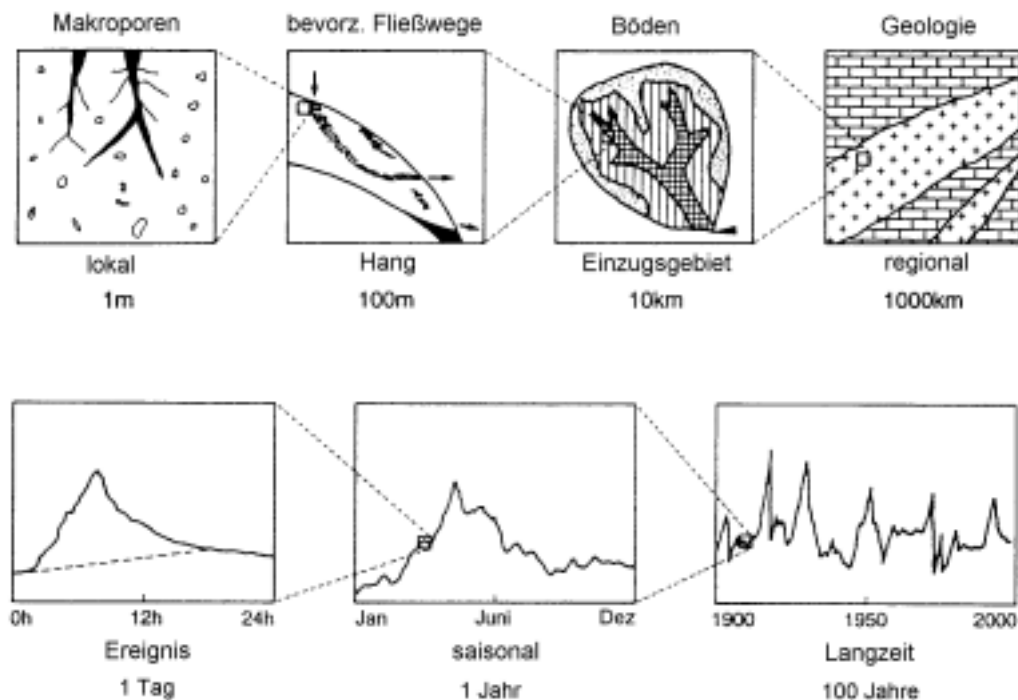 Makroporen bevorz. Fließwege Böden Geologie
lokal Hang Einzugsgebiet regional
1m 100m 10km 1000km
0h 12h 24h Jan Juni Dez 1900 1950 2000
Ereignis saisonal Langzeit
1 Tag 1 Jahr 100 Jahre